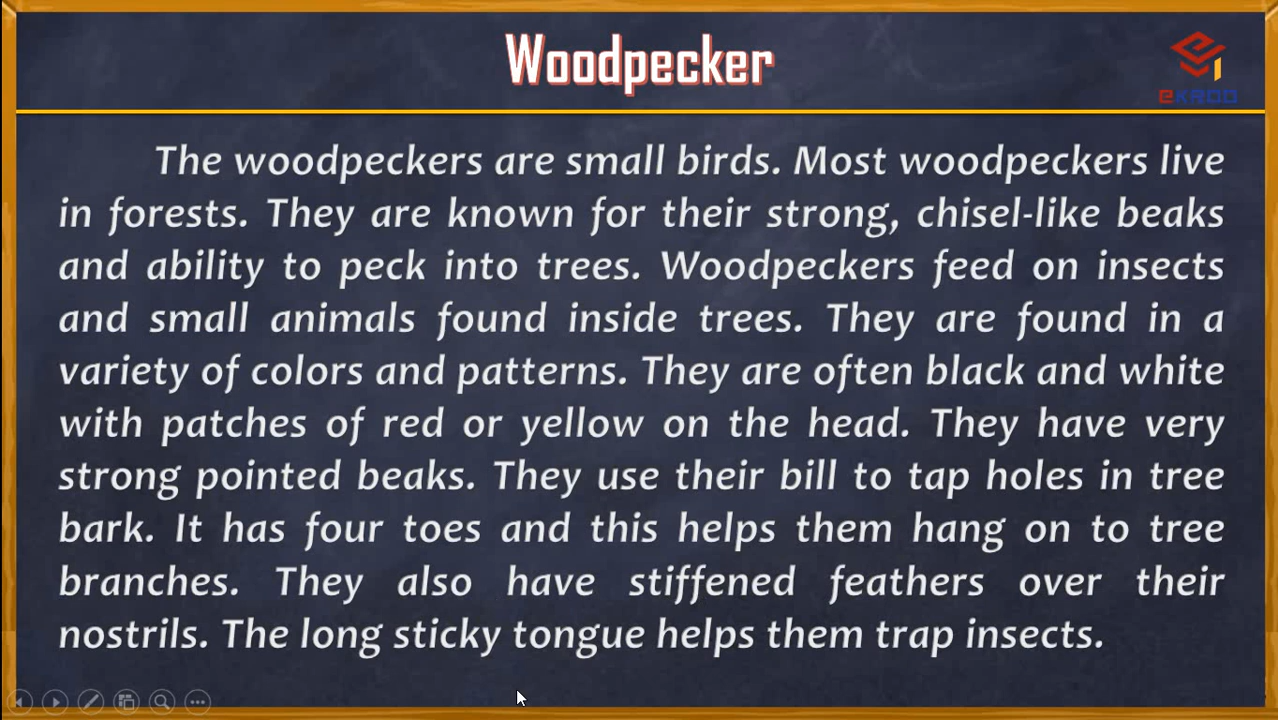 Woodpecker
eKROD
The woodpeckers are small birds. Most woodpeckers live
in forests. They are known for their strong, chisel-like beaks
and ability to peck into trees. Woodpeckers feed on insects
and small animals found inside trees. They are found in a
variety of colors and patterns. They are often black and white
with patches of red or yellow on the head. They have very
strong pointed beaks. They use their bill to tap holes in tree
bark. It has four toes and this helps them hang on to tree
branches. They also have stiffened feathers over their
nostrils. The long sticky tongue helps them trap insects.